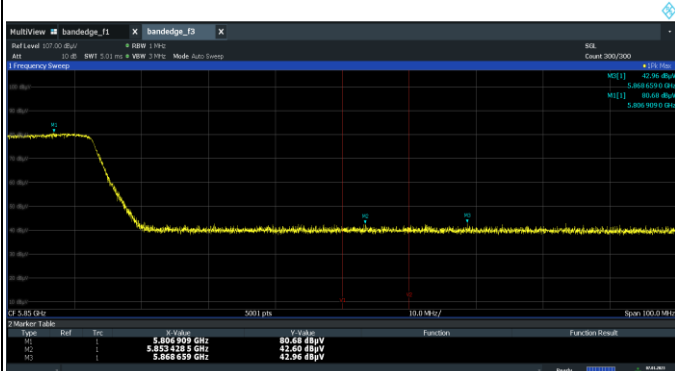 MultiView bandedge_f1 X bandedge_f3 X
Ref Level 107.00 dBµV RBW 1 MHz SGL
Att 10 dB SWT 5.01 ms VBW 3 MHz Mode Auto Sweep Count 300/300
1 Frequency Sweep 1Pk Max
M3[1] 42.96 dBµV
5.868 659 0 GHz
M1[1] 80.68 dBµV
5.806 909 0 GHz
M1
M2 M3
CF 5.85 GHz 5001 pts 10.0 MHz/ Span 100.0 MHz
2 Marker Table
Type Ref Trc X-Value Y-Value Function Function Result
M1 1 5.806 909 GHz 80.68 dBµV
M2 1 5.853 428 5 GHz 42.60 dBµV
M3 1 5.868 659 GHz 42.96 dBµV
Ready